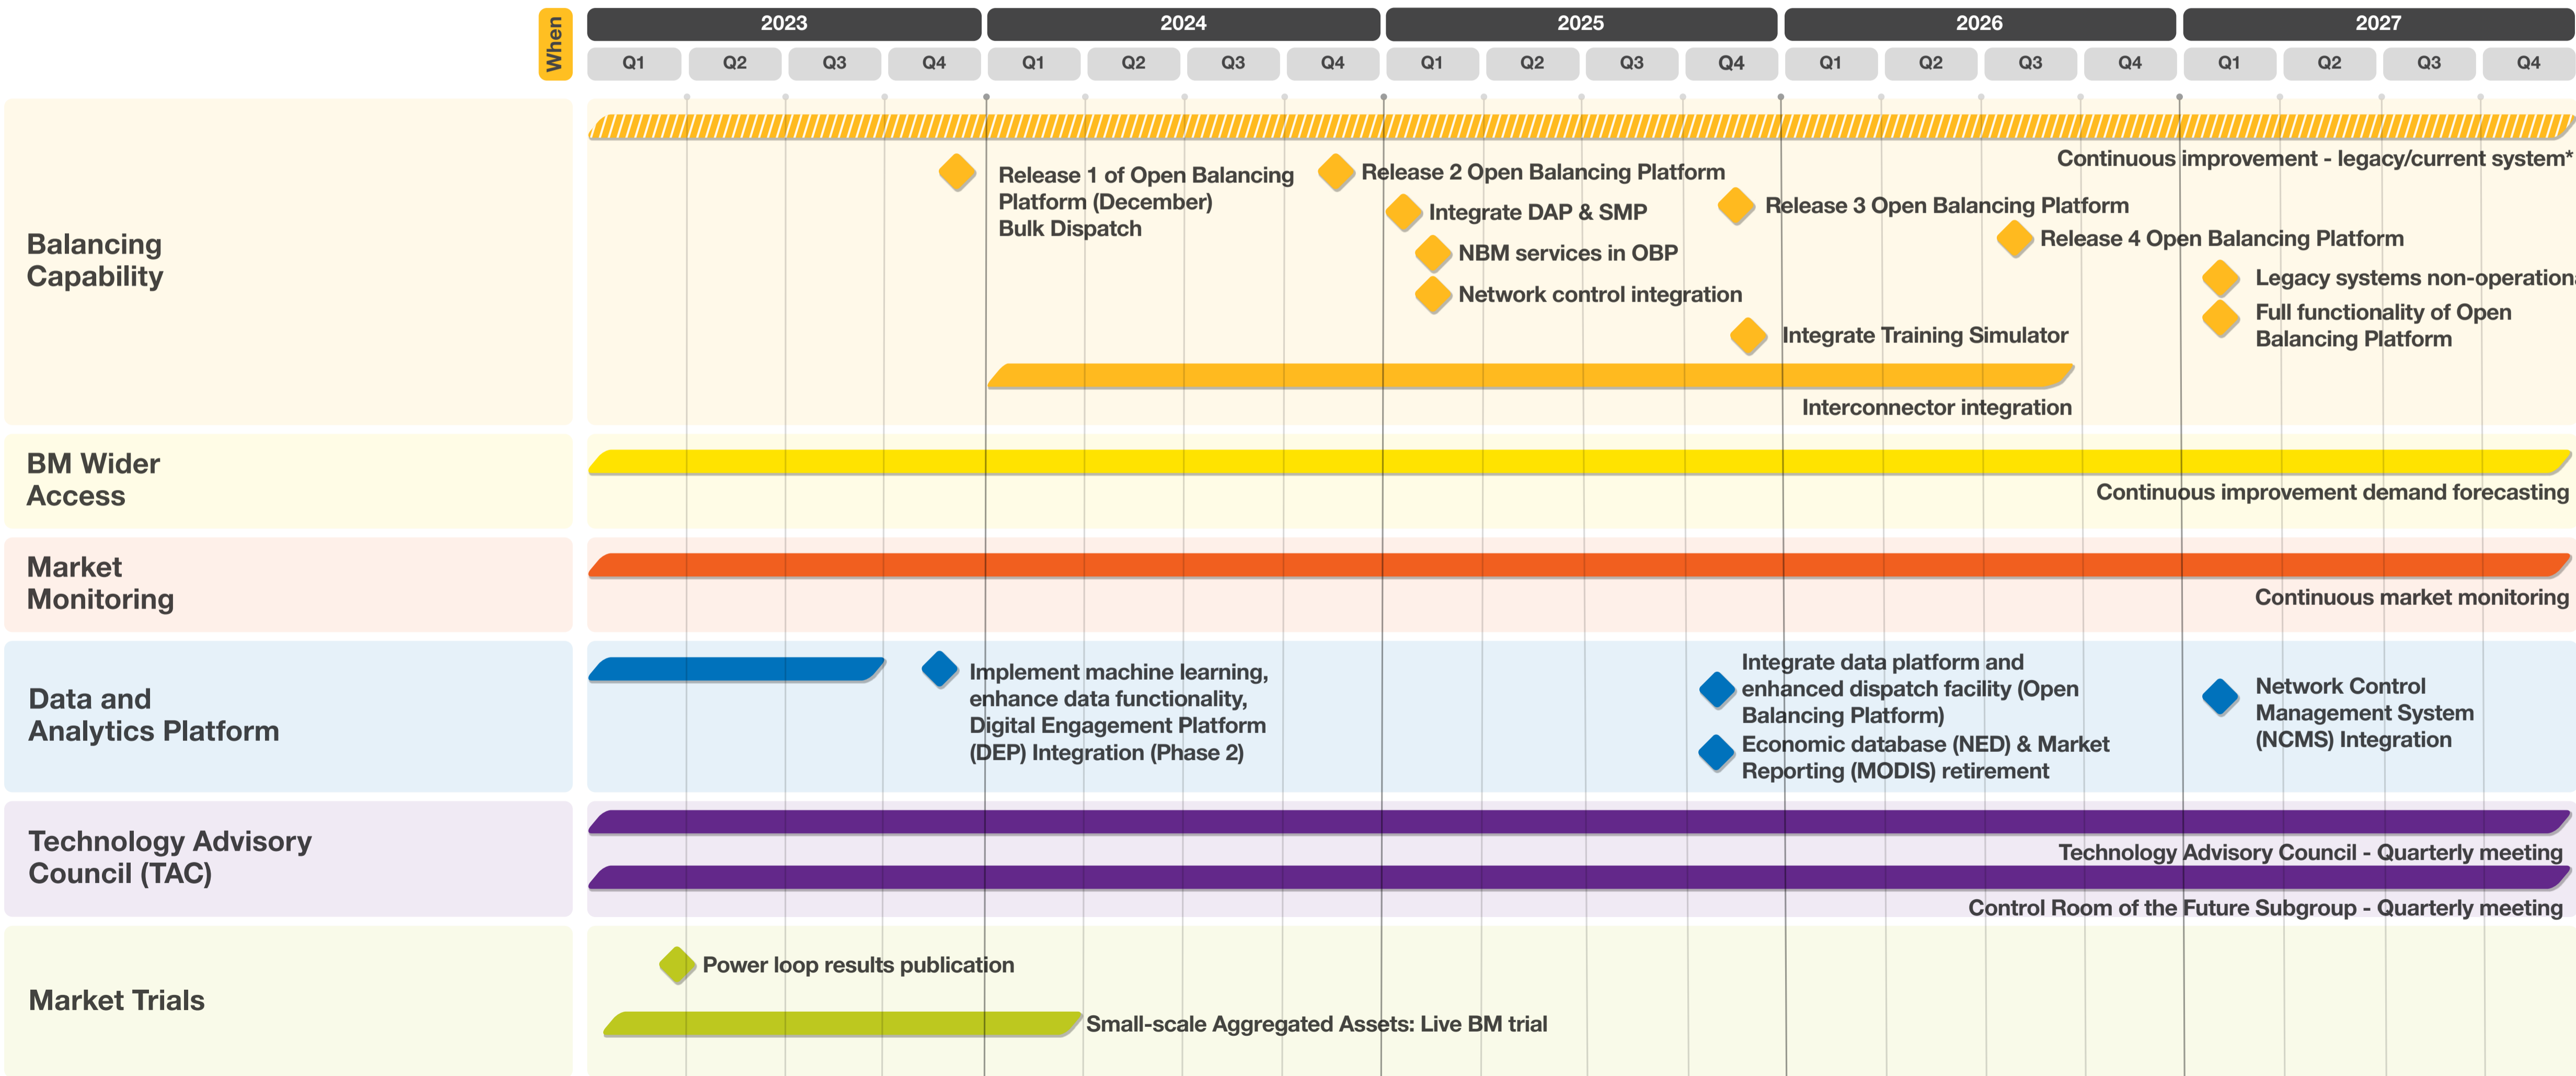 When
2023
2024
2025
2026
2027
Q1 Q2 Q3 Q4 Q1 Q2 Q3 Q4 Q1 Q2 Q3 Q4 Q1 Q2 Q3 Q4 Q1 Q2 Q3 Q4
Balancing
Capability
Continuous improvement - legacy/current system*
Release 1 of Open Balancing
Platform (December)
Bulk Dispatch
Release 2 Open Balancing Platform
Integrate DAP & SMP
NBM services in OBP
Network control integration
Release 3 Open Balancing Platform
Release 4 Open Balancing Platform
Integrate Training Simulator
Legacy systems non-operationa
Full functionality of Open
Balancing Platform
Interconnector integration
BM Wider
Access
Continuous improvement demand forecasting
Market
Monitoring
Continuous market monitoring
Data and
Analytics Platform
Implement machine learning,
enhance data functionality,
Digital Engagement Platform
(DEP) Integration (Phase 2)
Integrate data platform and
enhanced dispatch facility (Open
Balancing Platform)
Economic database (NED) & Market
Reporting (MODIS) retirement
Network Control
Management System
(NCMS) Integration
Technology Advisory
Council (TAC)
Technology Advisory Council - Quarterly meeting
Control Room of the Future Subgroup - Quarterly meeting
Market Trials
Power loop results publication
Small-scale Aggregated Assets: Live BM trial